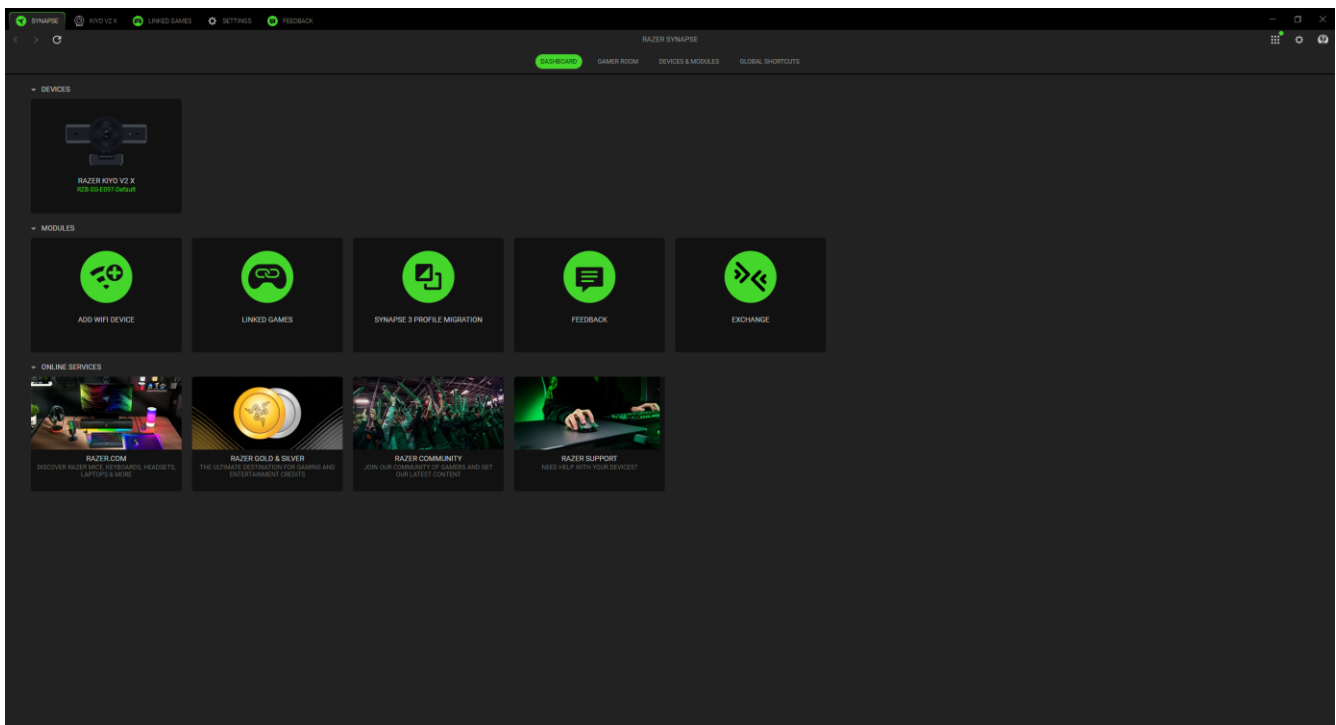 SYNAPSE KIYO V2 X LINKED GAMES SETTINGS FEEDBACK
RAZER SYNAPSE
DASHBOARD GAMER ROOM DEVICES & MODULES GLOBAL SHORTCUTS
DEVICES
RAZER KIYO V2 X
RZB-SG-E097-Default
MODULES
ADD WIFI DEVICE LINKED GAMES SYNAPSE 3 PROFILE MIGRATION FEEDBACK EXCHANGE
ONLINE SERVICES
RAZER.COM
DISCOVER RAZER MICE, KEYBOARDS, HEADSETS,
LAPTOPS & MORE
RAZER GOLD & SILVER
THE ULTIMATE DESTINATION FOR GAMING AND
ENTERTAINMENT CREDITS
RAZER COMMUNITY
JOIN OUR COMMUNITY OF GAMERS AND GET
OUR LATEST CONTENT
RAZER SUPPORT
NEED HELP WITH YOUR DEVICES?